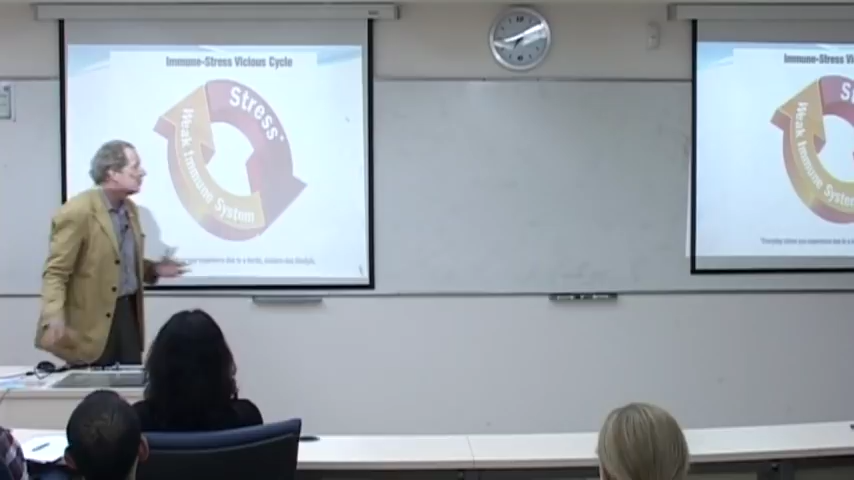 Immune-Stress Vicious Cycle
Stress*
Weak Immune System
Immune-Stress Vi
St
Weak Immune System